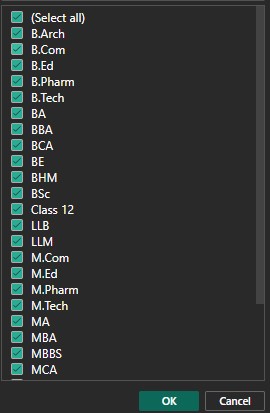 (Select all)
B.Arch
B.Com
B.Ed
B.Pharm
B.Tech
BA
BBA
BCA
BE
BHM
BSc
Class 12
LLB
LLM
M.Com
M.Ed
M.Pharm
M.Tech
MA
MBA
MBBS
MCA
OK Cancel